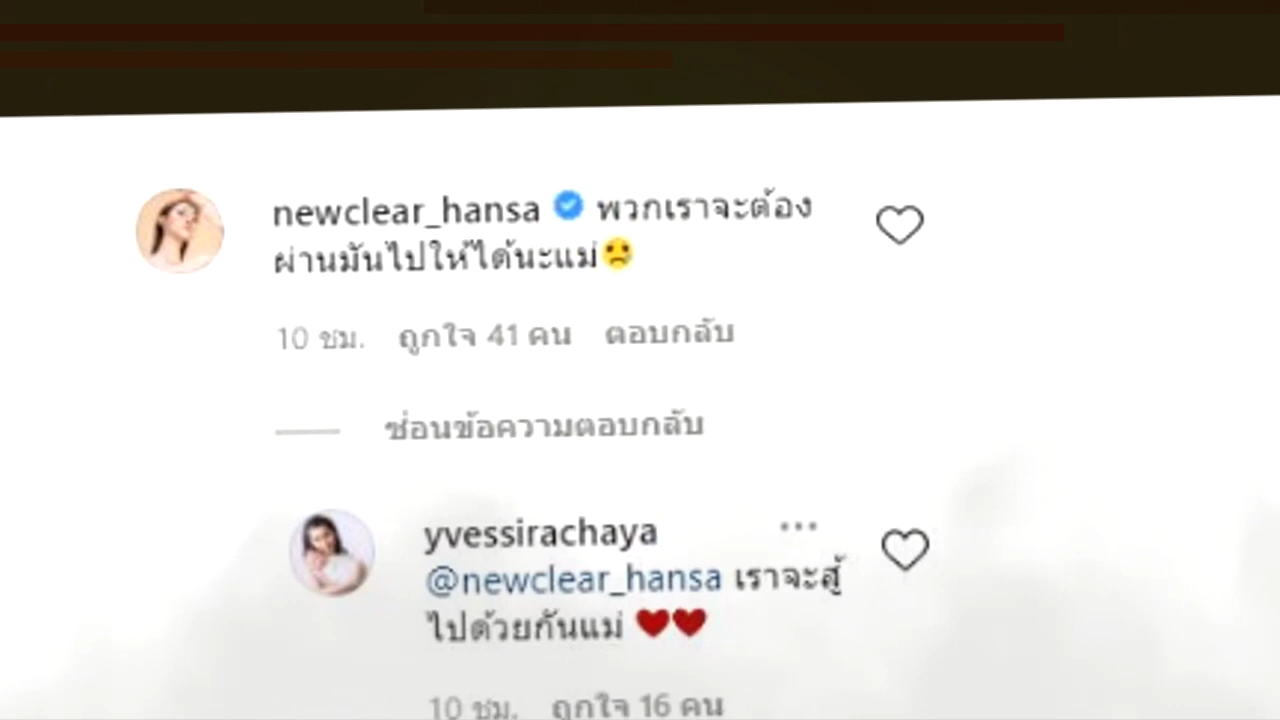 newclear_hansa พวกเราจะต้อง
ผ่านมันไปให้ได้นะแม่☹️
10 ชม. ถูกใจ 41 คน ตอบกลับ
ซ่อนข้อความตอบกลับ
yvessirachaya
@newclear_hansa เราจะสู้
ไปด้วยกันแม่ ❤️❤️
10 ชม. ถูกใจ 16 คน